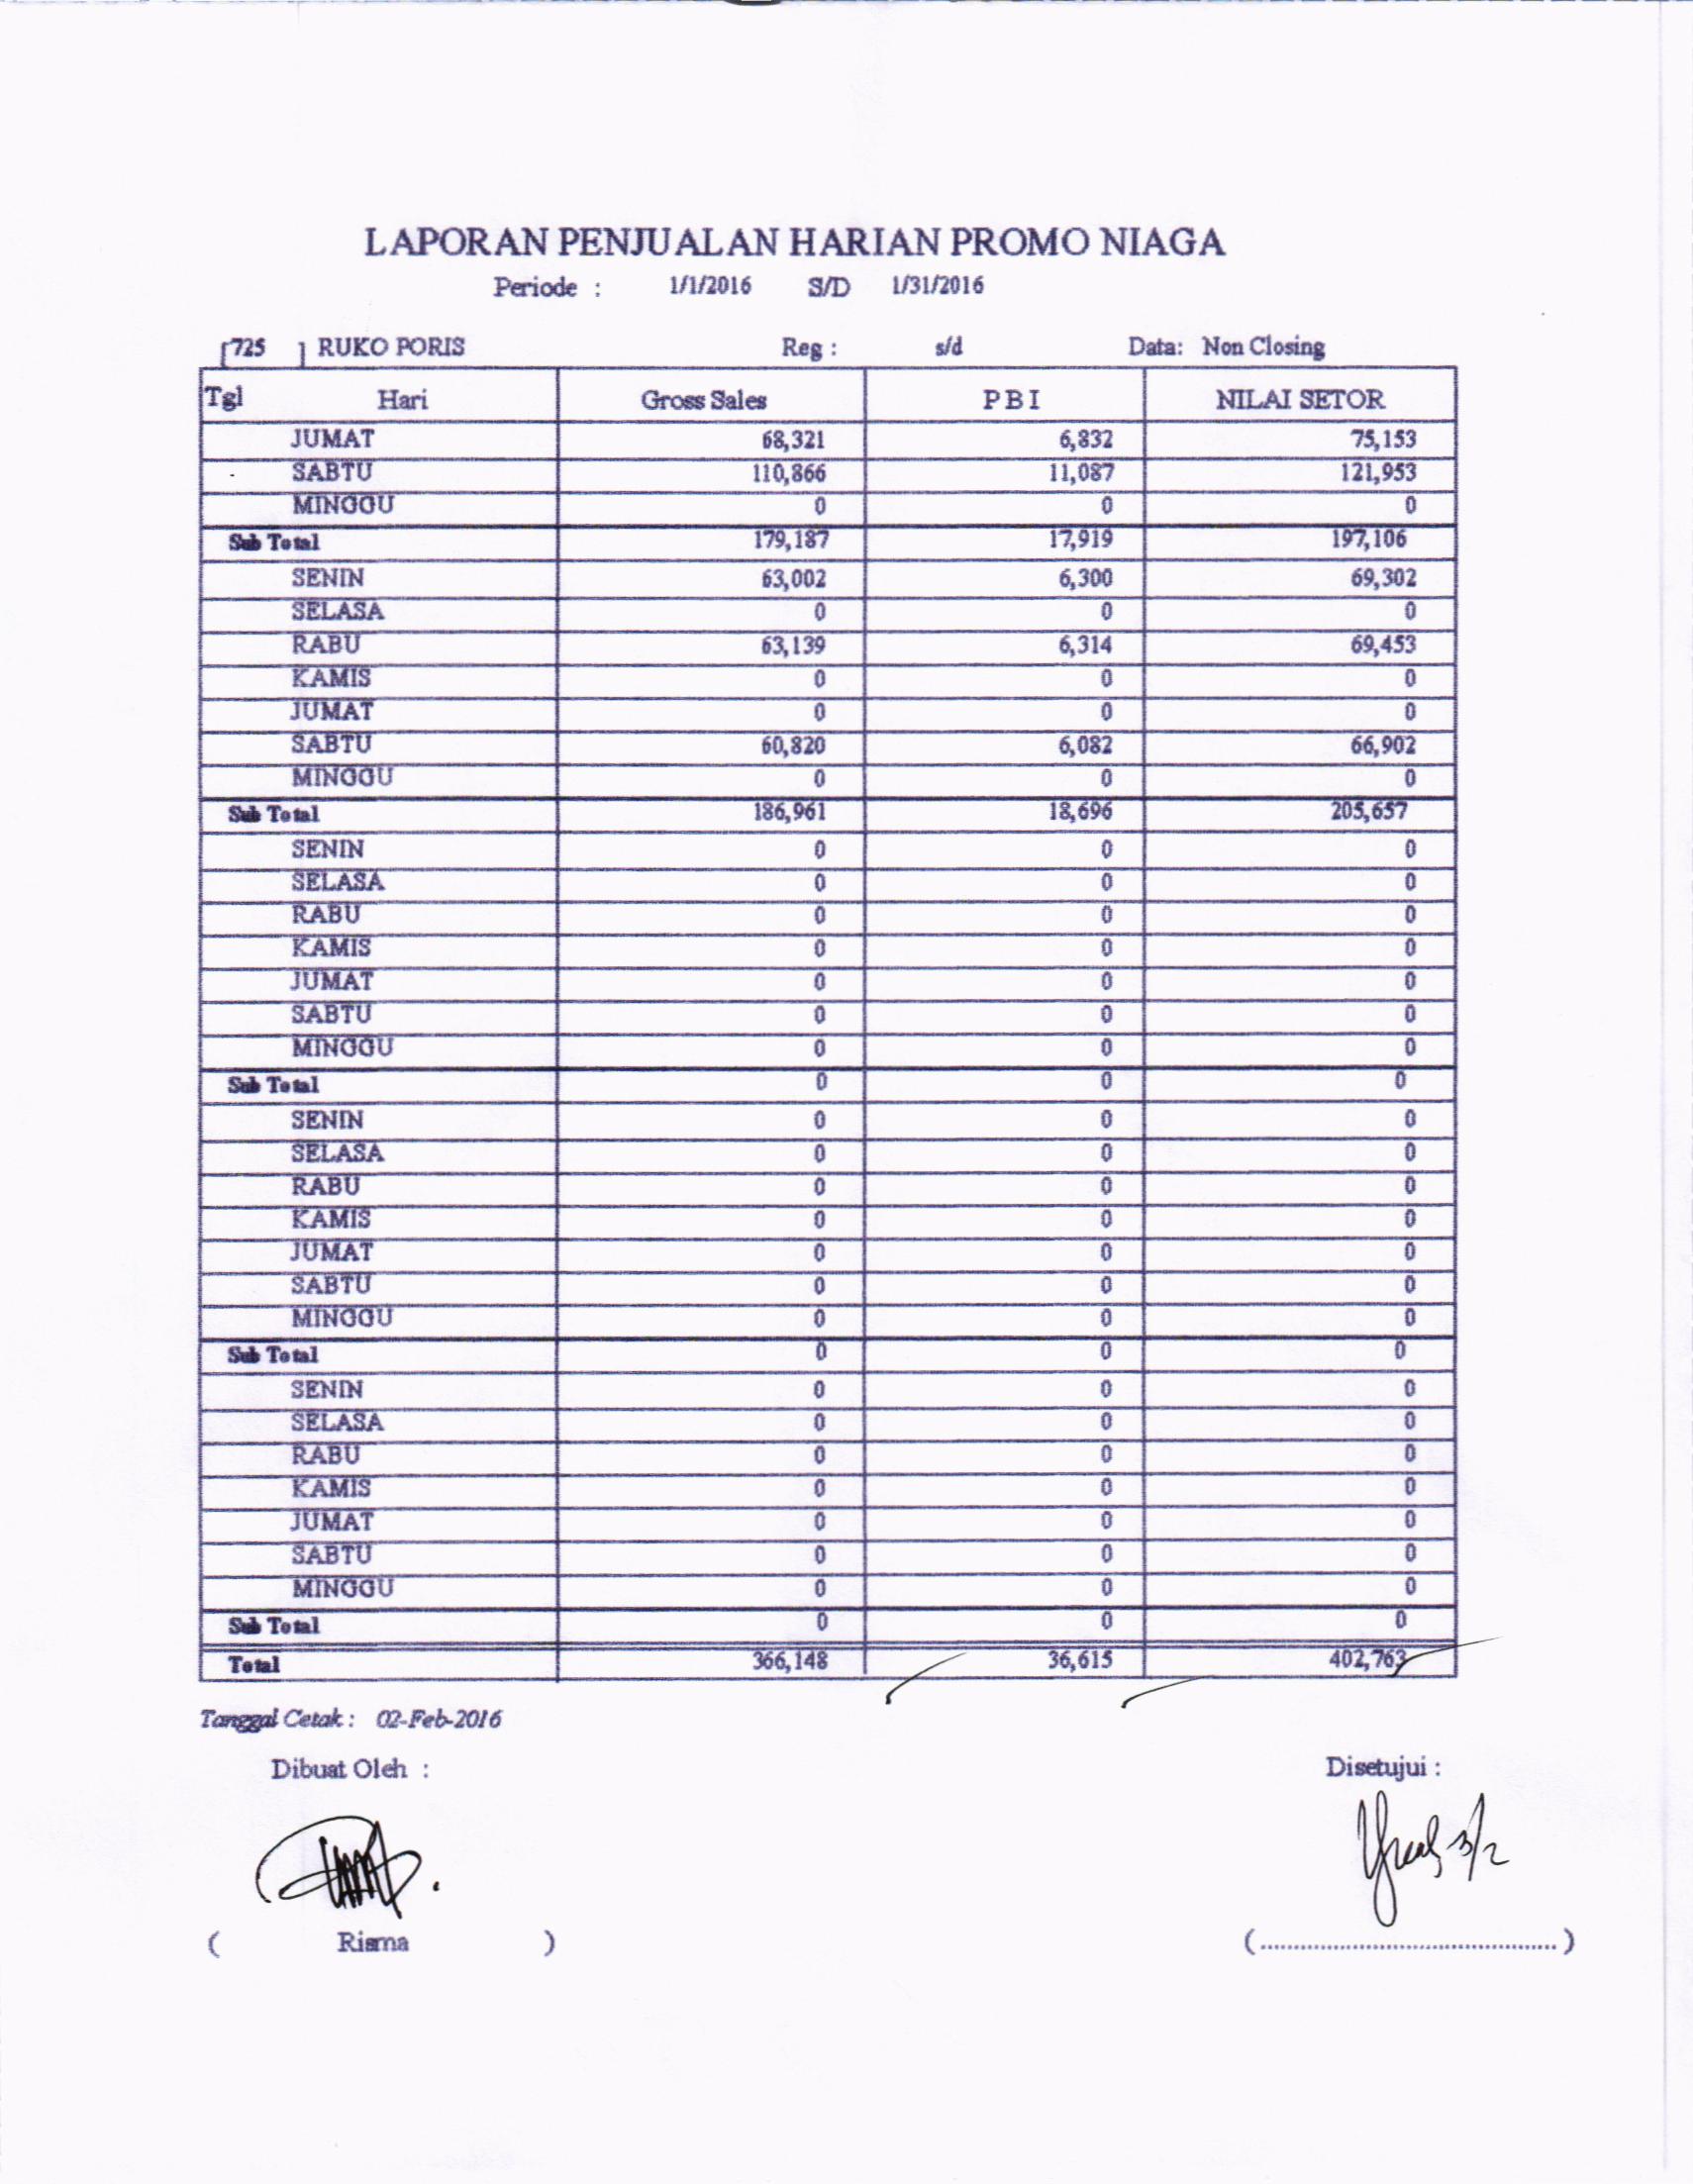 LAPORAN PENJUALAN HARIAN PROMO NIAGA
Periode : 1/1/2016 S/D 1/31/2016
[725 ] RUKO PORIS Reg : s/d Data: Non Closing
Tgl Hari Gross Sales P B I NILAI SETOR
JUMAT 68,321 6,832 75,153
SABTU 110,866 11,087 121,953
MINGGU 0 0 0
Sub Total 179,187 17,919 197,106
SENIN 63,002 6,300 69,302
SELASA 0 0 0
RABU 63,139 6,314 69,453
KAMIS 0 0 0
JUMAT 0 0 0
SABTU 60,820 6,082 66,902
MINGGU 0 0 0
Sub Total 186,961 18,696 205,657
SENIN 0 0 0
SELASA 0 0 0
RABU 0 0 0
KAMIS 0 0 0
JUMAT 0 0 0
SABTU 0 0 0
MINGGU 0 0 0
Sub Total 0 0 0
SENIN 0 0 0
SELASA 0 0 0
RABU 0 0 0
KAMIS 0 0 0
JUMAT 0 0 0
SABTU 0 0 0
MINGGU 0 0 0
Sub Total 0 0 0
SENIN 0 0 0
SELASA 0 0 0
RABU 0 0 0
KAMIS 0 0 0
JUMAT 0 0 0
SABTU 0 0 0
MINGGU 0 0 0
Sub Total 0 0 0
Total 366,148 36,615 402,763
Tanggal Cetak : 02-Feb-2016
Dibuat Oleh : Disetujui :
3/2
( Risma ) (............................................)